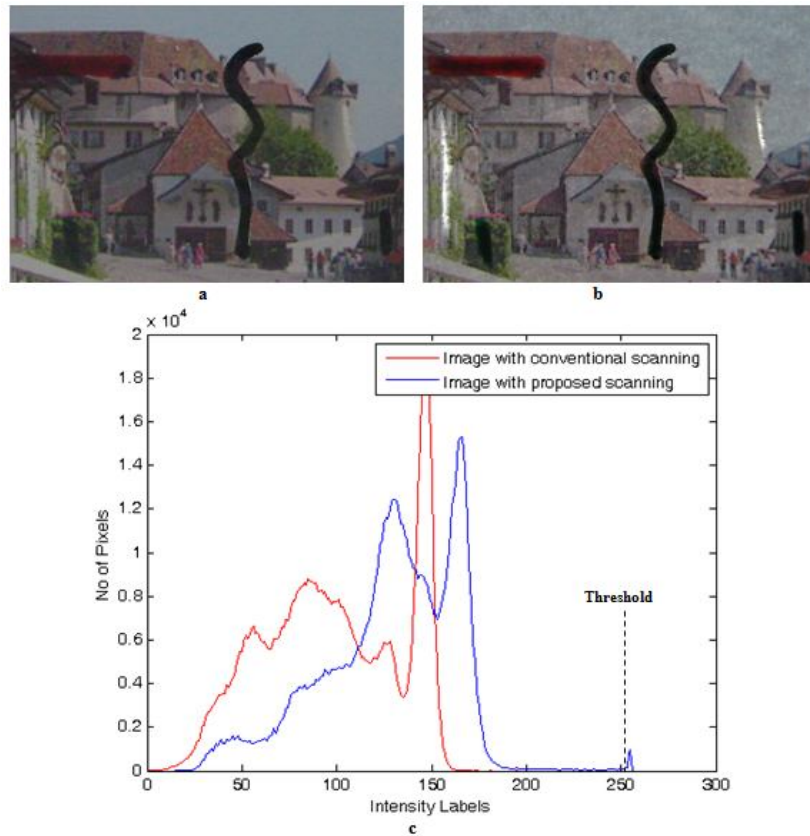 a
b
× 10⁴
2
1.8
1.6
1.4
1.2
1
0.8
0.6
0.4
0.2
0
No of Pixels
Image with conventional scanning
Image with proposed scanning
Threshold
0
50
100
150
200
250
300
Intensity Labels
c